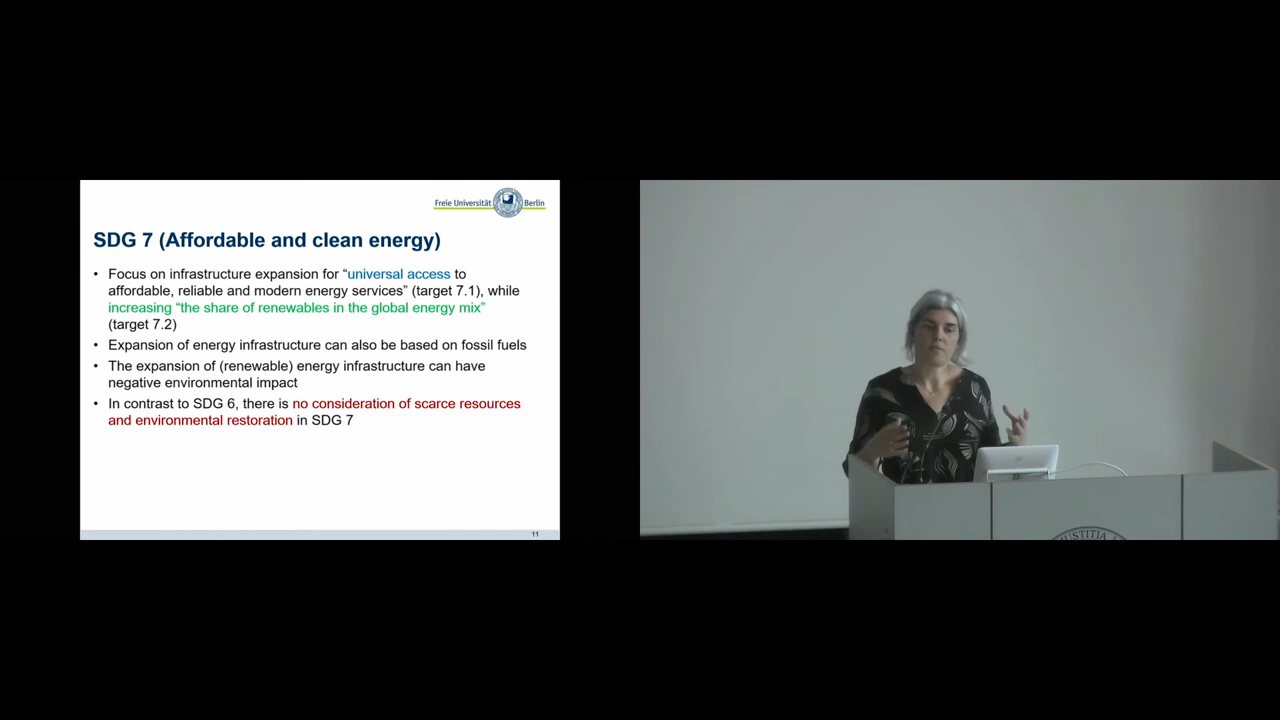 Freie Universität Berlin
SDG 7 (Affordable and clean energy)
• Focus on infrastructure expansion for “universal access to
affordable, reliable and modern energy services” (target 7.1), while
increasing “the share of renewables in the global energy mix”
(target 7.2)
• Expansion of energy infrastructure can also be based on fossil fuels
• The expansion of (renewable) energy infrastructure can have
negative environmental impact
• In contrast to SDG 6, there is no consideration of scarce resources
and environmental restoration in SDG 7
11
IUSTITIA